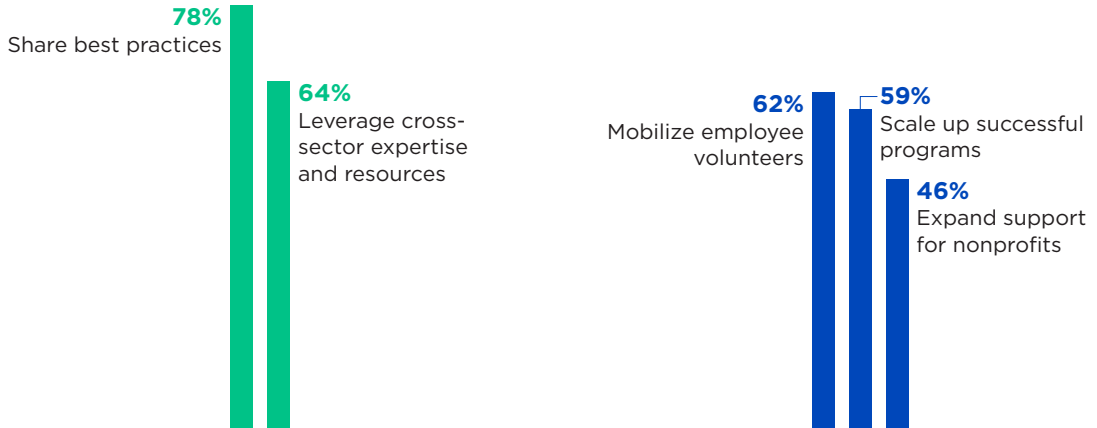 78%
Share best practices
64%
Leverage cross-
sector expertise
and resources
62%
Mobilize employee
volunteers
59%
Scale up successful
programs
46%
Expand support
for nonprofits